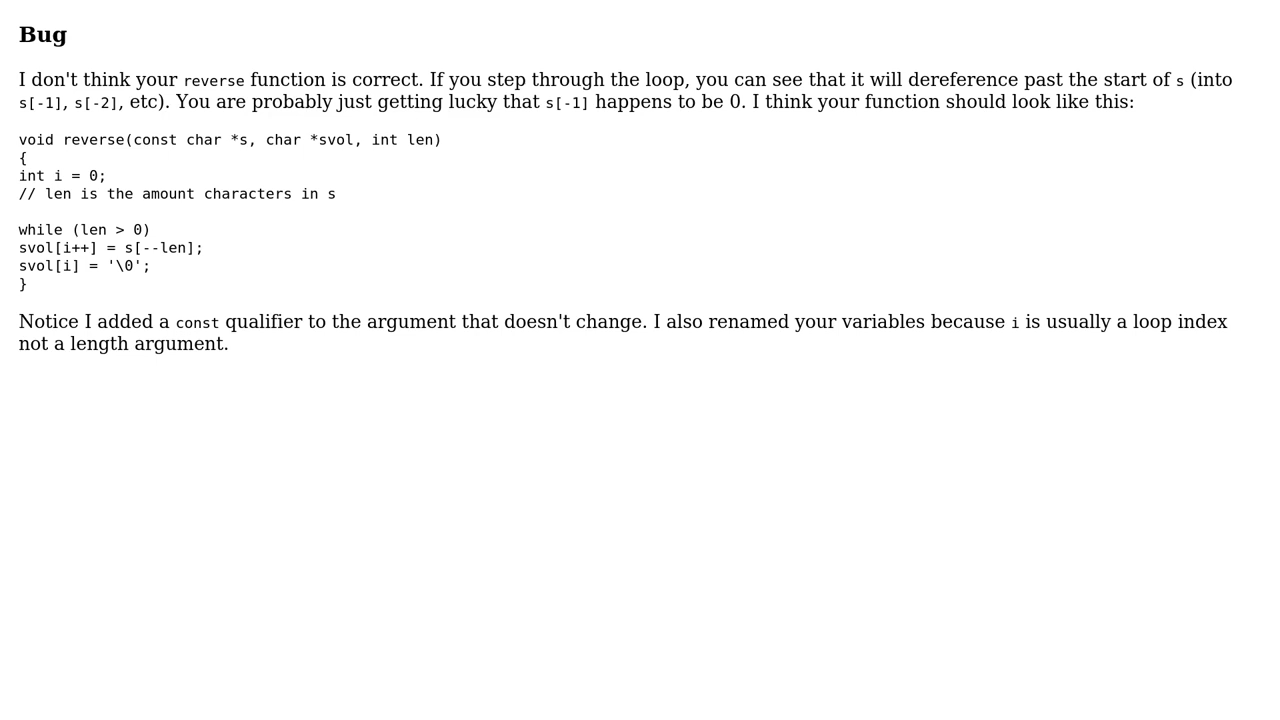 Bug
I don't think your reverse function is correct. If you step through the loop, you can see that it will dereference past the start of s (into
s[-1], s[-2], etc). You are probably just getting lucky that s[-1] happens to be 0. I think your function should look like this:
void reverse(const char *s, char *svol, int len)
{
int i = 0;
// len is the amount characters in s
while (len > 0)
svol[i++] = s[--len];
svol[i] = '\0';
}
Notice I added a const qualifier to the argument that doesn't change. I also renamed your variables because i is usually a loop index
not a length argument.